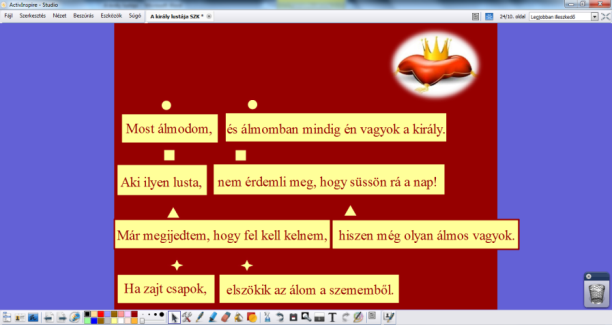 ActivInspire - Studio
Fájl Szerkesztés Nézet Beszúrás Eszközök Súgó A király lustája SZK * 24/10. oldal Legjobban illeszkedő
Most álmodom, és álmomban mindig én vagyok a király.
Aki ilyen lusta, nem érdemli meg, hogy süssön rá a nap!
Már megijedtem, hogy fel kell kelnem, hiszen még olyan álmos vagyok.
Ha zajt csapok, elszökik az álom a szememből.